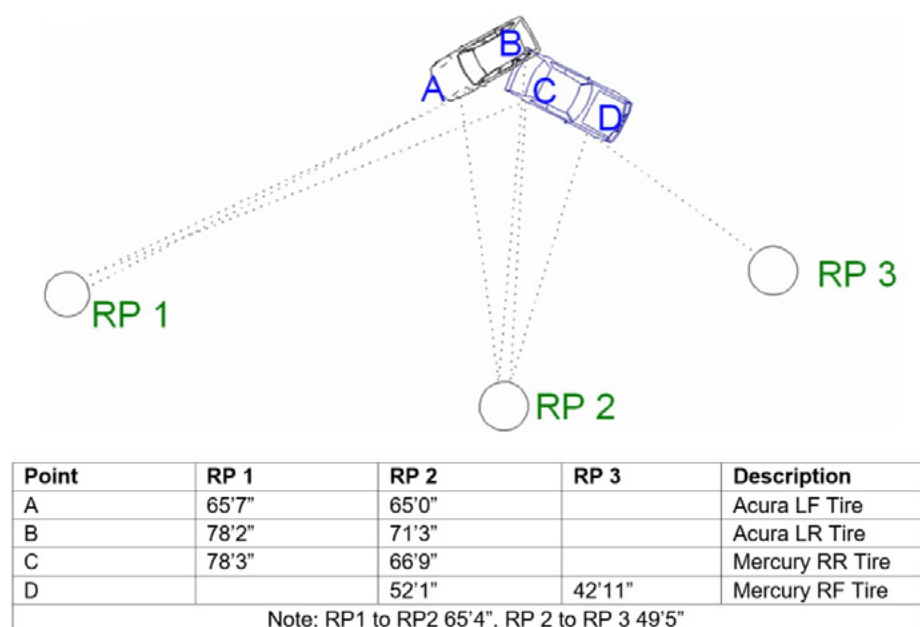 B
A
C
D
RP 3
RP 1
RP 2
Point RP 1 RP 2 RP 3 Description
A 65’7” 65’0” Acura LF Tire
B 78’2” 71’3” Acura LR Tire
C 78’3” 66’9” Mercury RR Tire
D 52’1” 42’11” Mercury RF Tire
Note: RP1 to RP2 65’4”, RP 2 to RP 3 49’5”